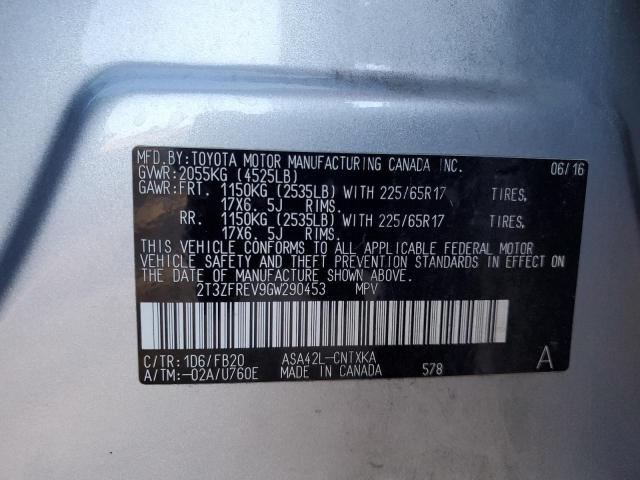 MFD.BY:TOYOTA MOTOR MANUFACTURING CANADA INC. 06/16
GVWR:2055KG (4525LB)
GAWR:FRT. 1150KG (2535LB) WITH 225/65R17 TIRES,
17X6. 5J RIMS.
RR. 1150KG (2535LB) WITH 225/65R17 TIRES,
17X6. 5J RIMS.
THIS VEHICLE CONFORMS TO ALL APPLICABLE FEDERAL MOTOR
VEHICLE SAFETY AND THEFT PREVENTION STANDARDS IN EFFECT
ON THE DATE OF MANUFACTURE SHOWN ABOVE.
2T3ZFREV9GW290453 MPV
C/TR:1D6/FB20 ASA42L-CNTXKA A
A/TM:-02A/U760E MADE IN CANADA 578